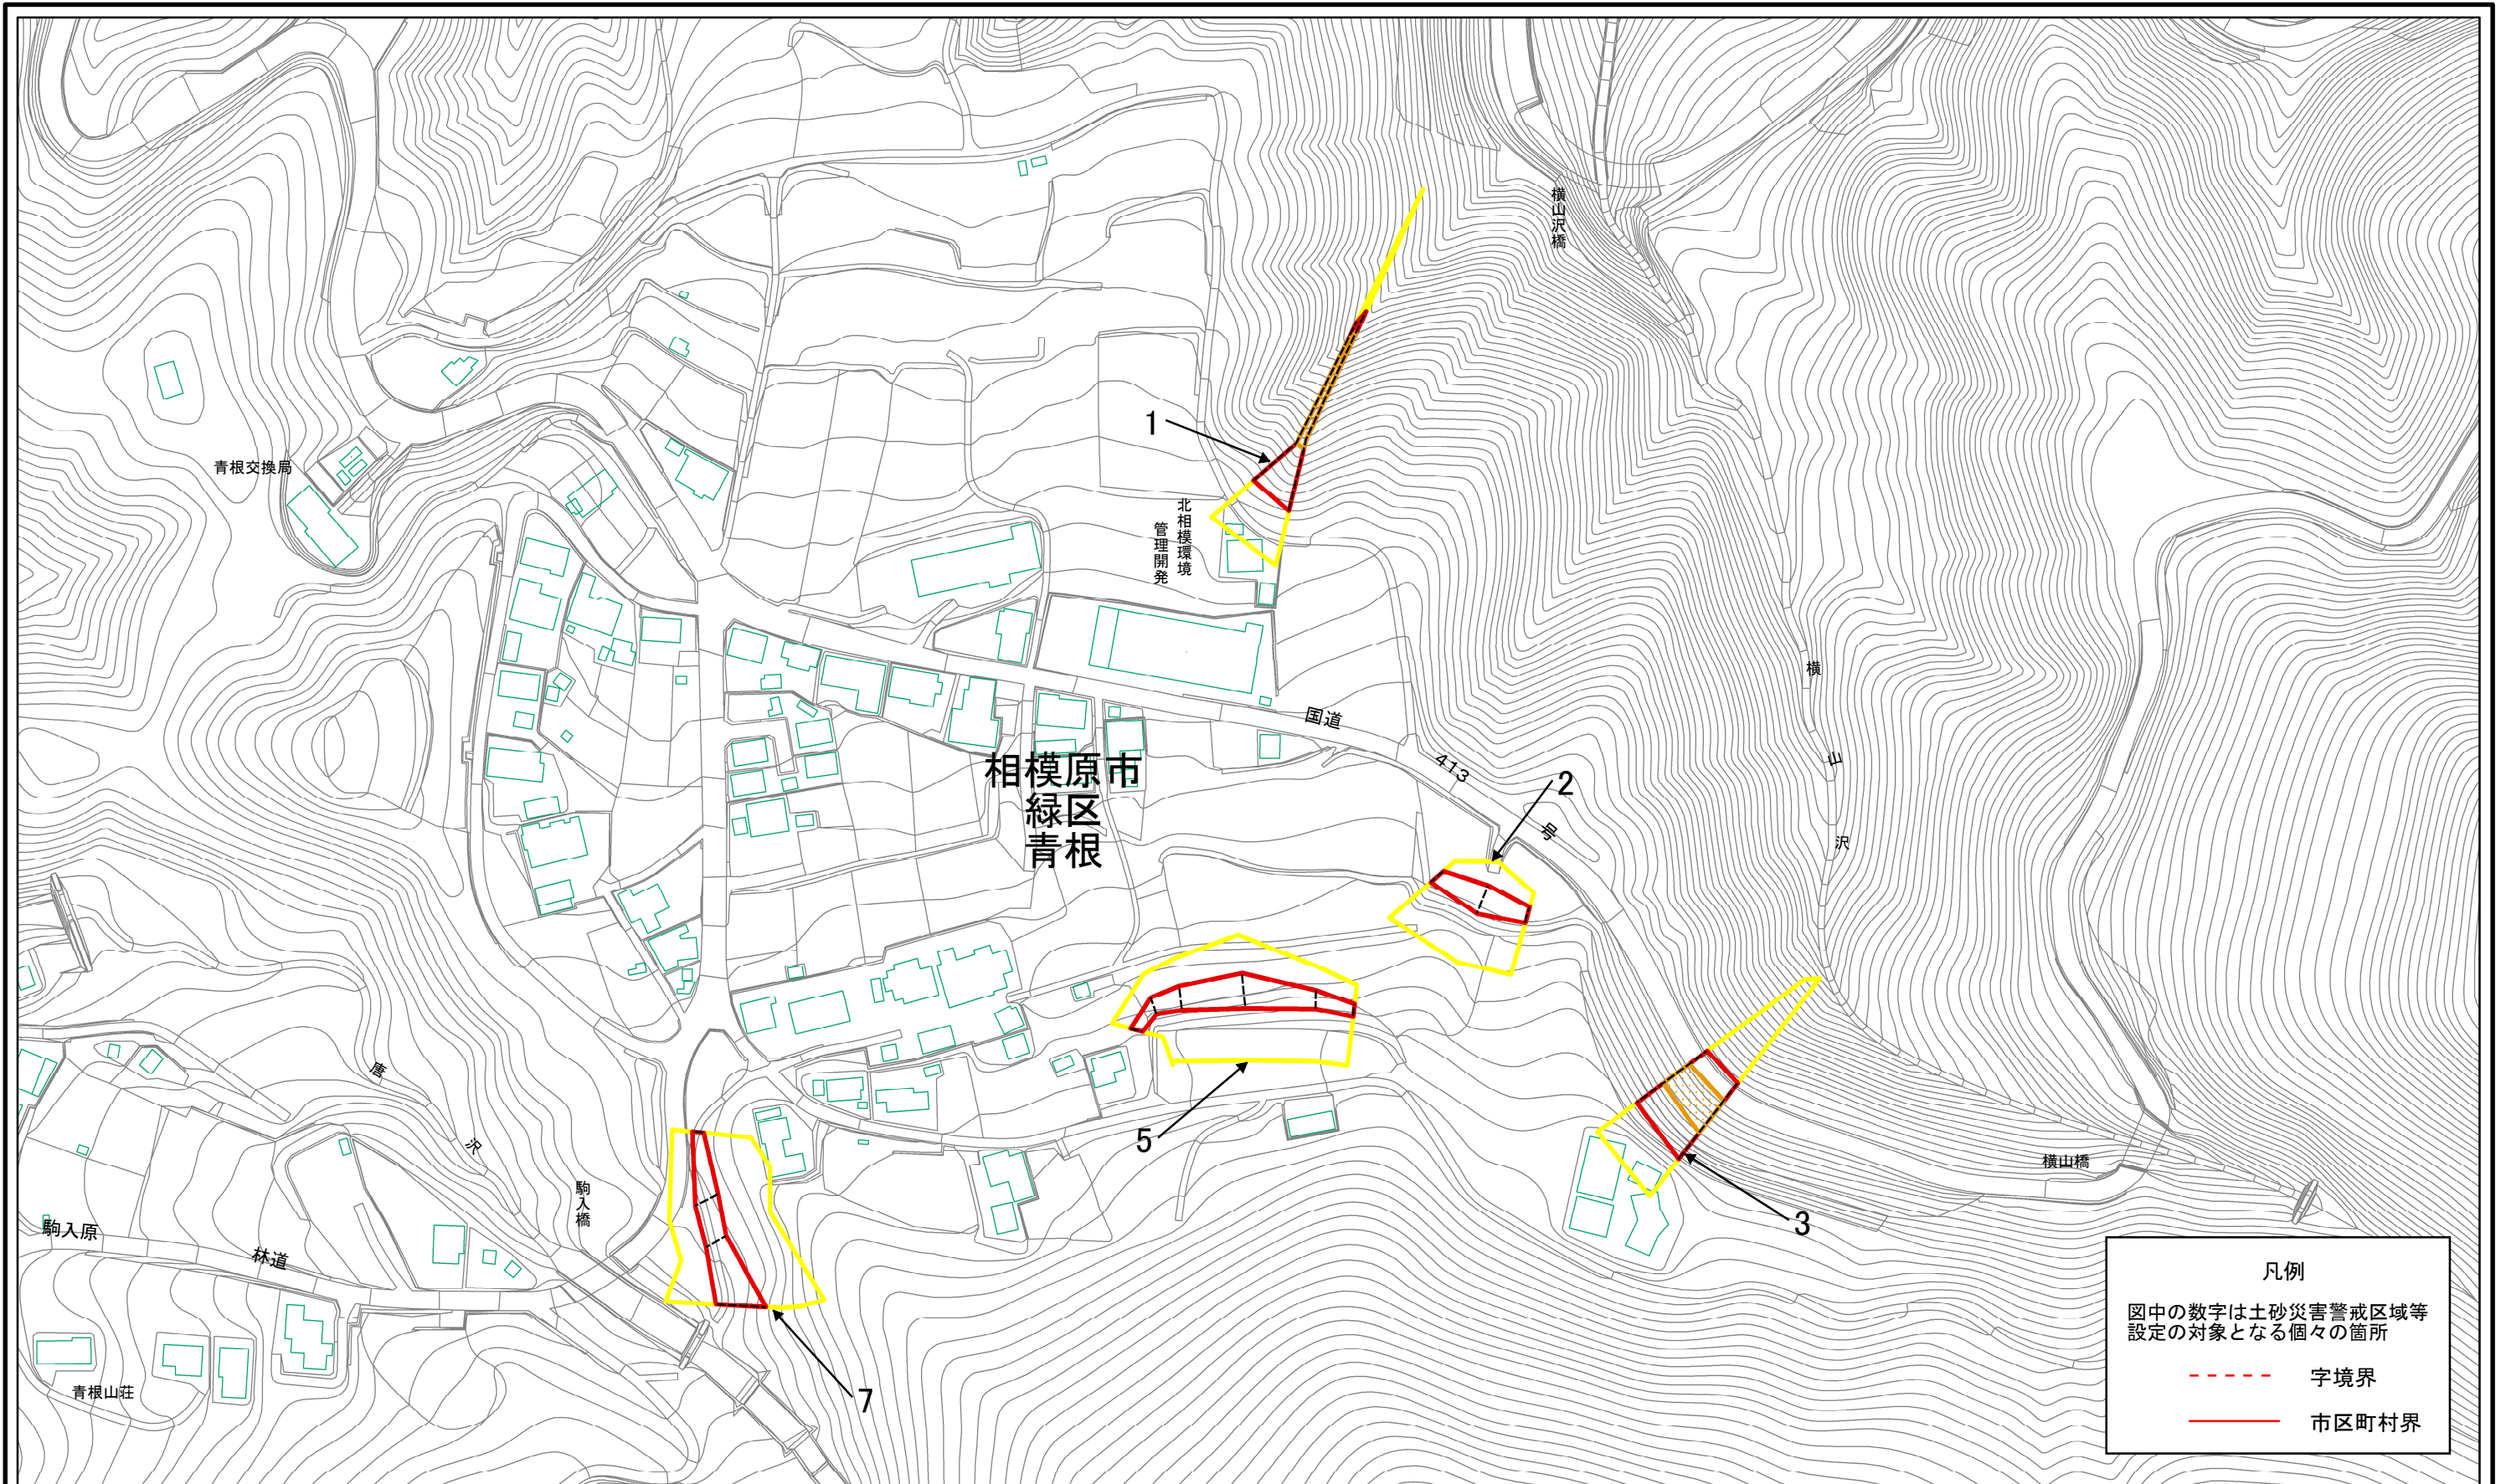 横山沢橋
1
青根交換局
北相模環境
管理開発
国道
413
号
横
山
沢
相模原市
緑区
青根
2
5
唐
沢
駒入橋
駒入原
林道
横山橋
3
青根山荘
7
凡例
図中の数字は土砂災害警戒区域等
設定の対象となる個々の箇所
字境界
市区町村界